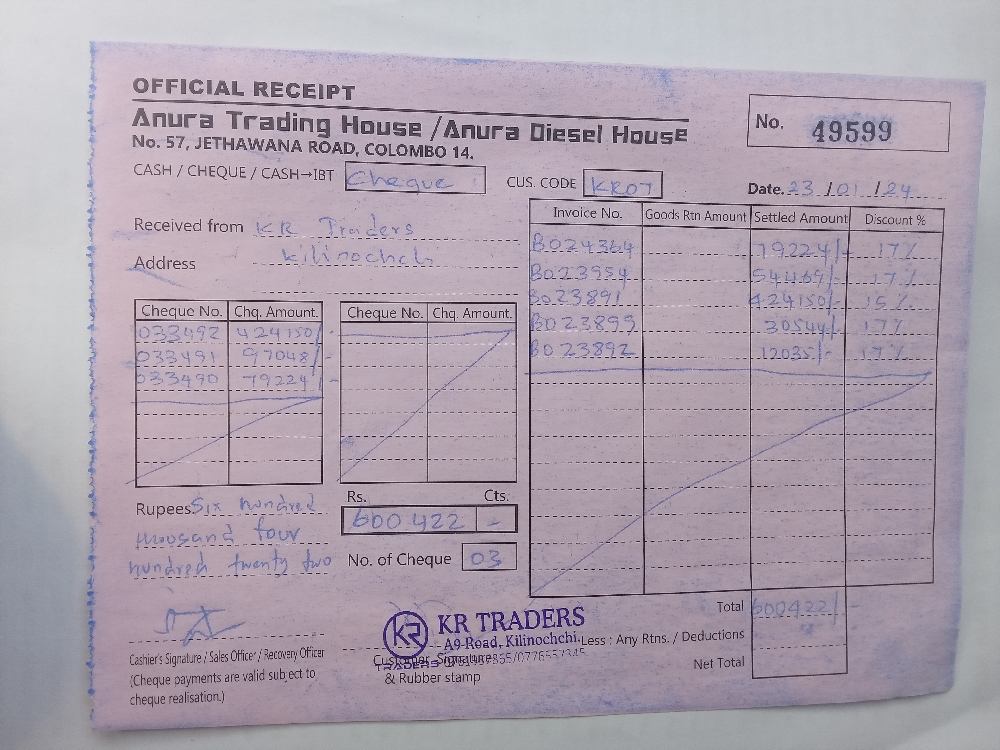 OFFICIAL RECEIPT
Anura Trading House / Anura Diesel House
No. 57, JETHAWANA ROAD, COLOMBO 14.
No. 49599
CASH / CHEQUE / CASH→IBT Cheque
CUS. CODE KR07
Date. 23 / 01 / 24
Received from KR Traders
Address Kilinochchi
Cheque No. Chq. Amount.
033492 424150/-
033491 97048/-
033490 79224/-
Cheque No. Chq. Amount.
Invoice No. Goods Rtn Amount Settled Amount Discount %
B024364 79224/- 17%
B023954 54469/- 17%
B023891 424150/- 15%
B023899 30544/- 17%
B023892 12035/- 17%
Rupees Six hundred
thousand four
hundred twenty two
Rs. Cts.
600422 -
No. of Cheque 03
Total 600422/-
Less : Any Rtns. / Deductions
Net Total
Cashier's Signature / Sales Officer / Recovery Officer
(Cheque payments are valid subject to
cheque realisation.)
KR
TRADERS
KR TRADERS
A9-Road, Kilinochchi.
Customer Signature
& Rubber stamp